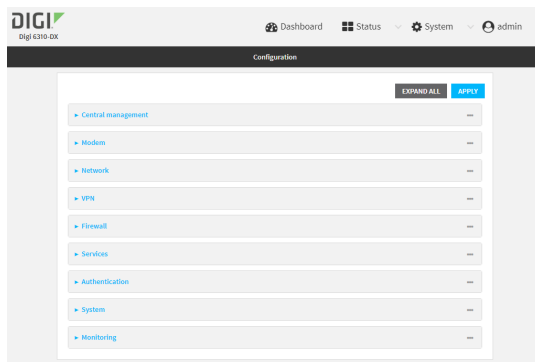 DIGI
Digi 6310-DX
Dashboard Status System admin
Configuration
EXPAND ALL APPLY
Central management
Modem
Network
VPN
Firewall
Services
Authentication
System
Monitoring